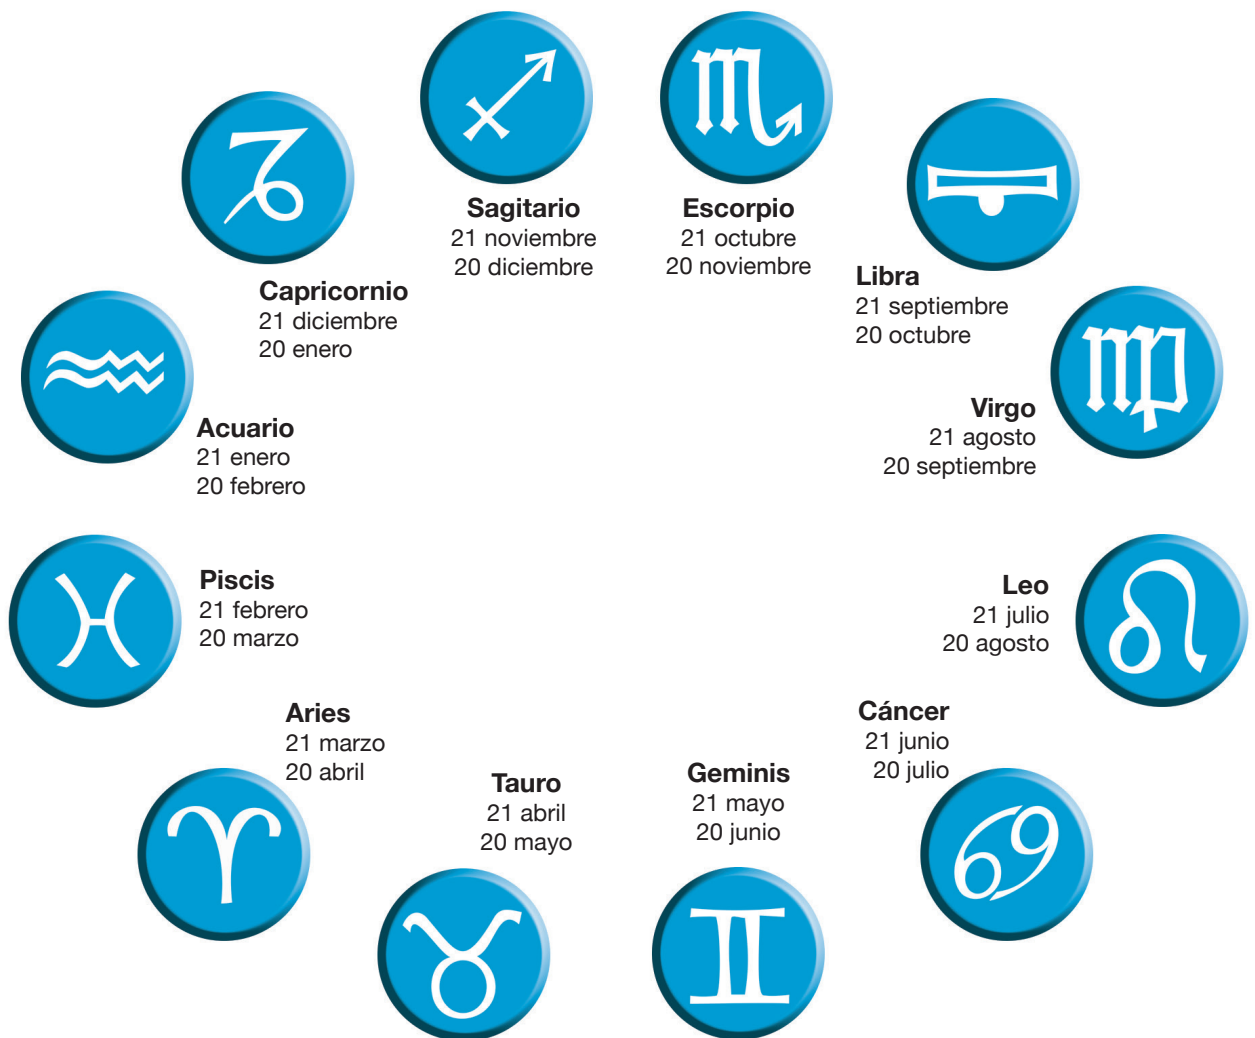 Sagitario
21 noviembre
20 diciembre
Escorpio
21 octubre
20 noviembre
Libra
21 septiembre
20 octubre
Capricornio
21 diciembre
20 enero
Virgo
21 agosto
20 septiembre
Acuario
21 enero
20 febrero
Piscis
21 febrero
20 marzo
Leo
21 julio
20 agosto
Aries
21 marzo
20 abril
Cáncer
21 junio
20 julio
Tauro
21 abril
20 mayo
Geminis
21 mayo
20 junio